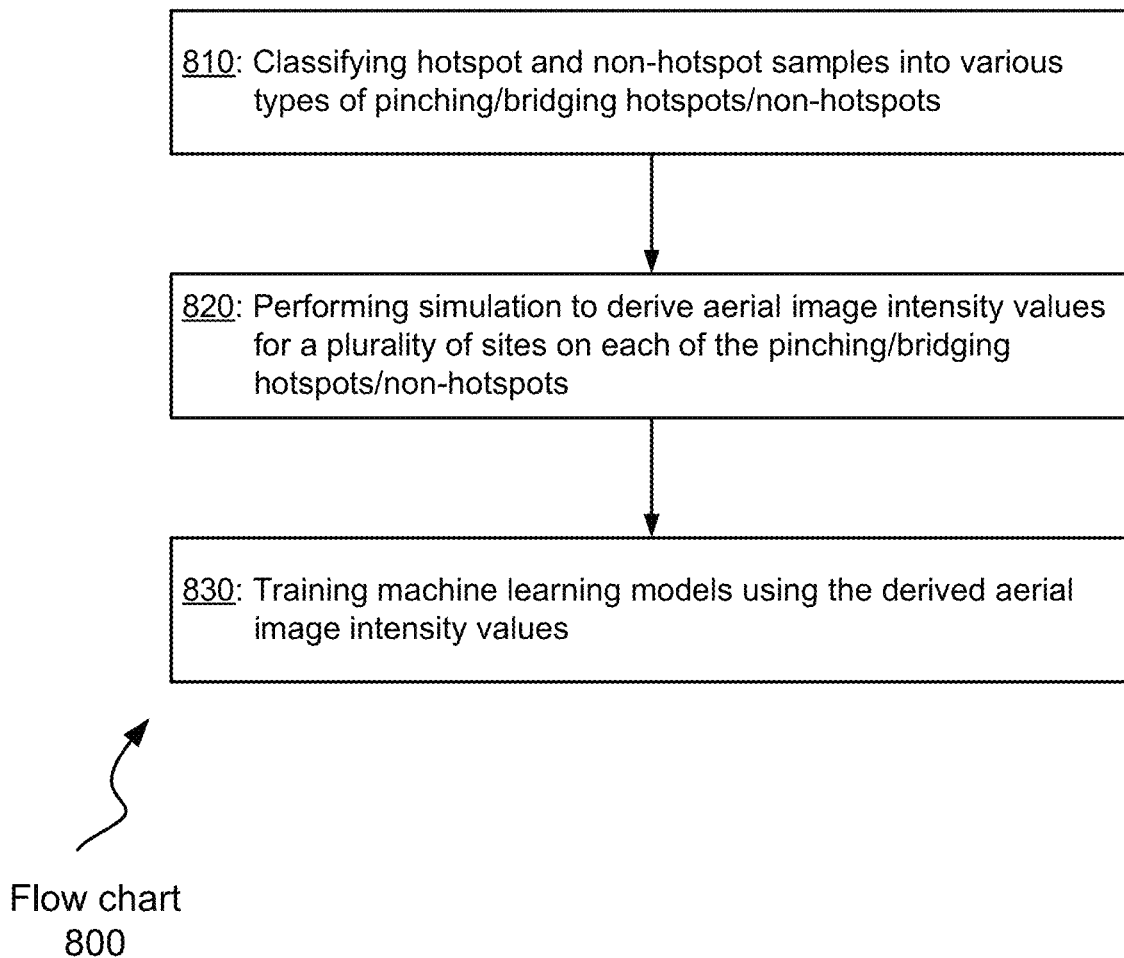 810: Classifying hotspot and non-hotspot samples into various
types of pinching/bridging hotspots/non-hotspots
820: Performing simulation to derive aerial image intensity values
for a plurality of sites on each of the pinching/bridging
hotspots/non-hotspots
830: Training machine learning models using the derived aerial
image intensity values
Flow chart
800